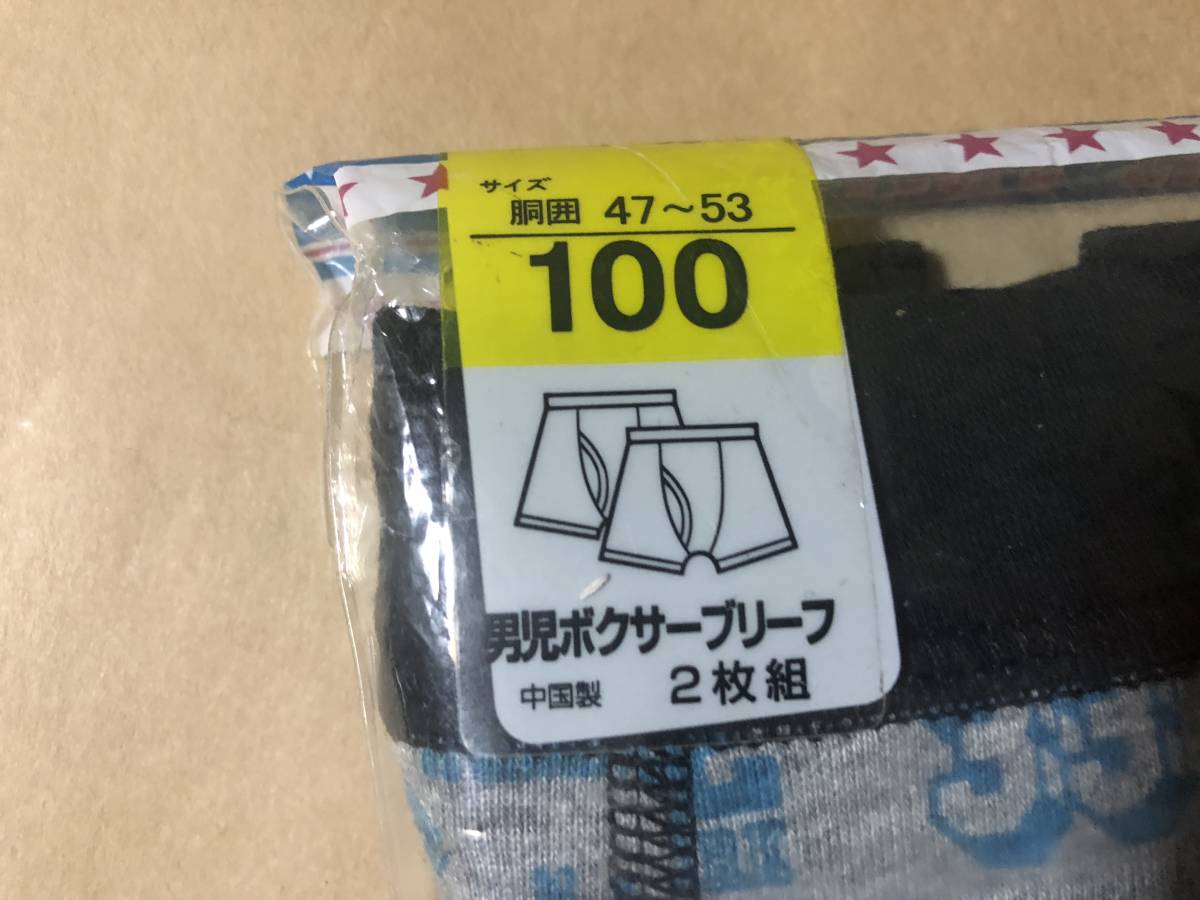 サイズ
胴囲 47〜53
100
男児ボクサーブリーフ
中国製 2枚組